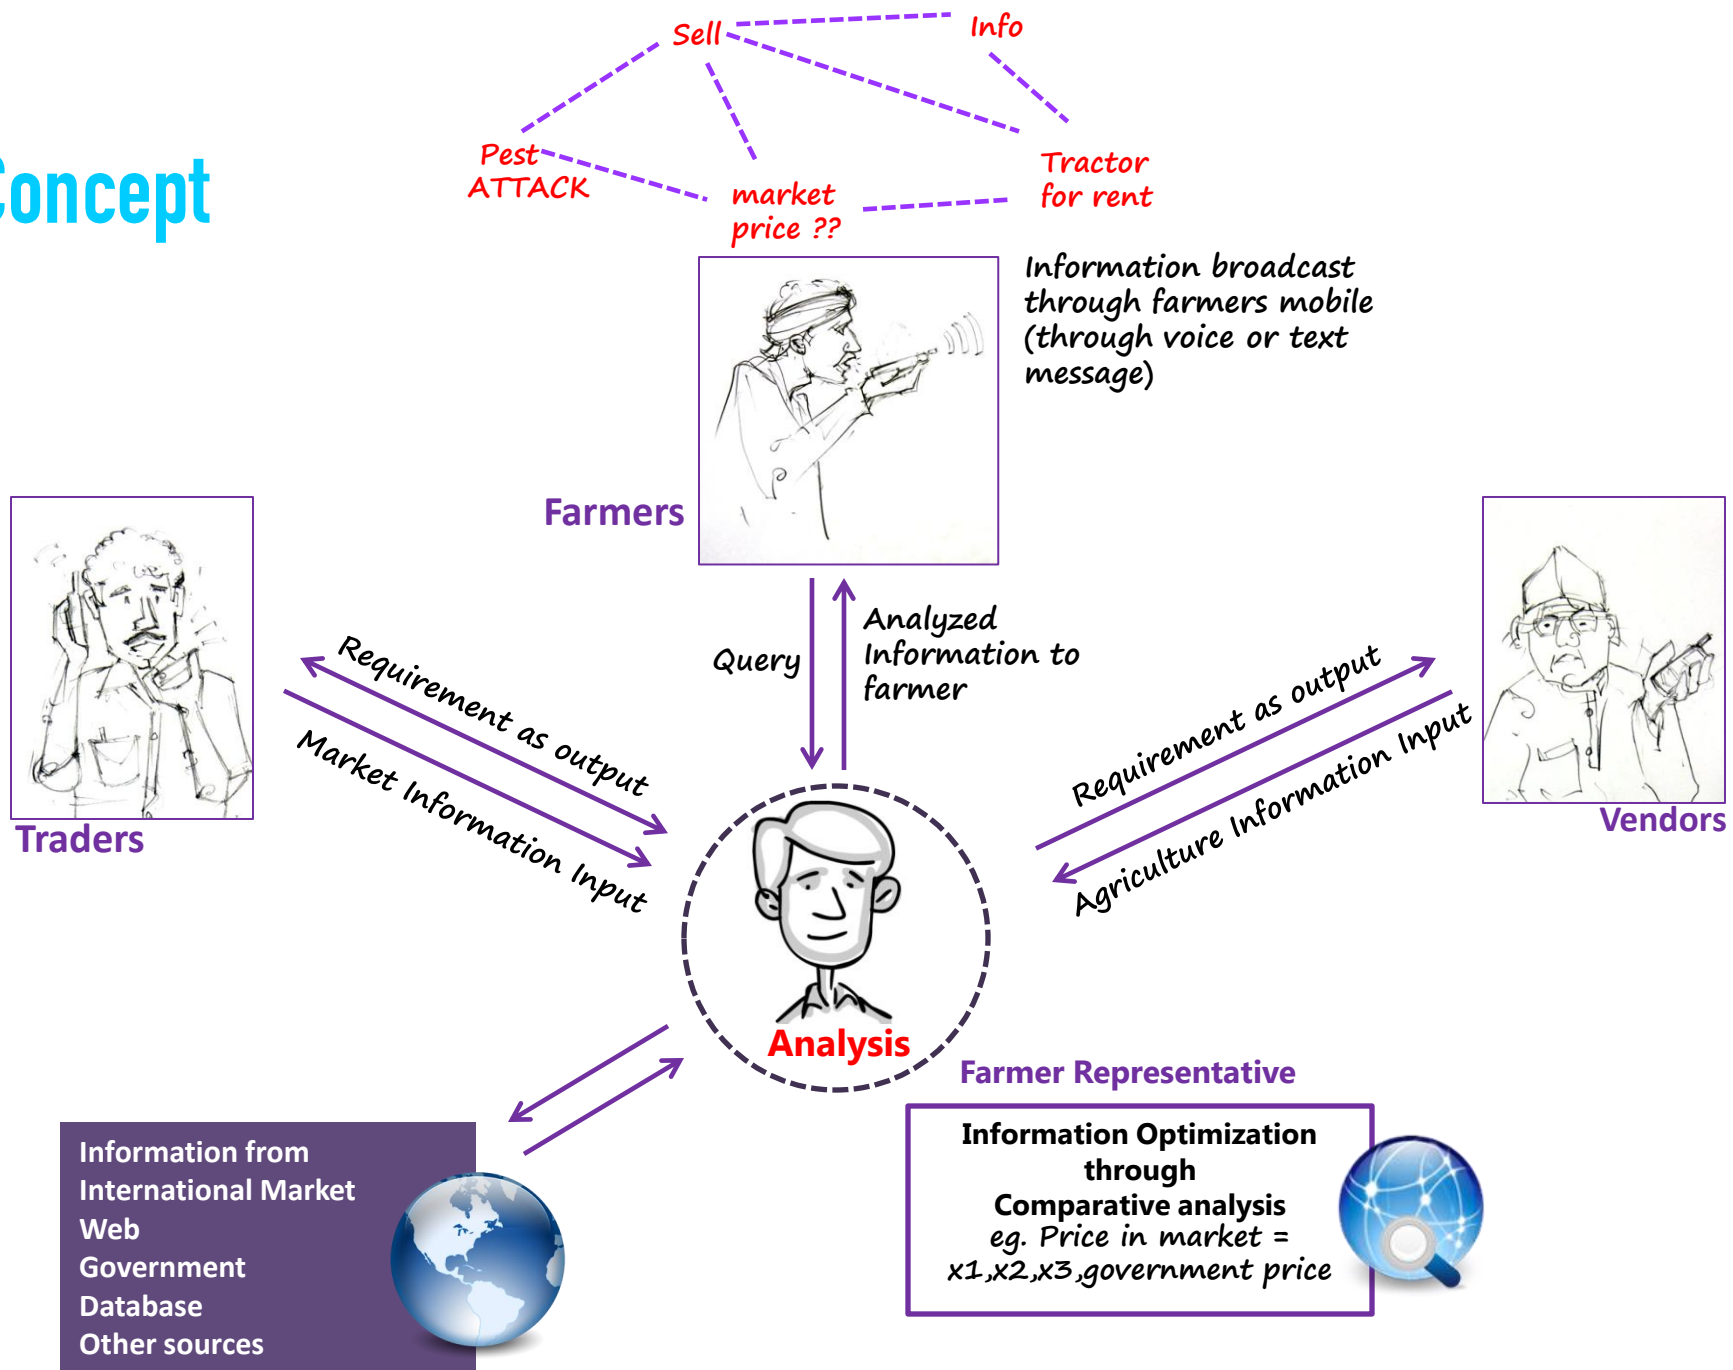 Sell
Info
Concept
Pest
ATTACK
market
price ??
Tractor
for rent
Information broadcast
through farmers mobile
(through voice or text
message)
Farmers
Traders
Vendors
Query
Analyzed
Information to
farmer
Requirement as output
Market Information Input
Requirement as output
Agriculture Information Input
Analysis
Farmer Representative
Information Optimization
through
Comparative analysis
eg. Price in market =
x1,x2,x3,government price
Information from
International Market
Web
Government
Database
Other sources